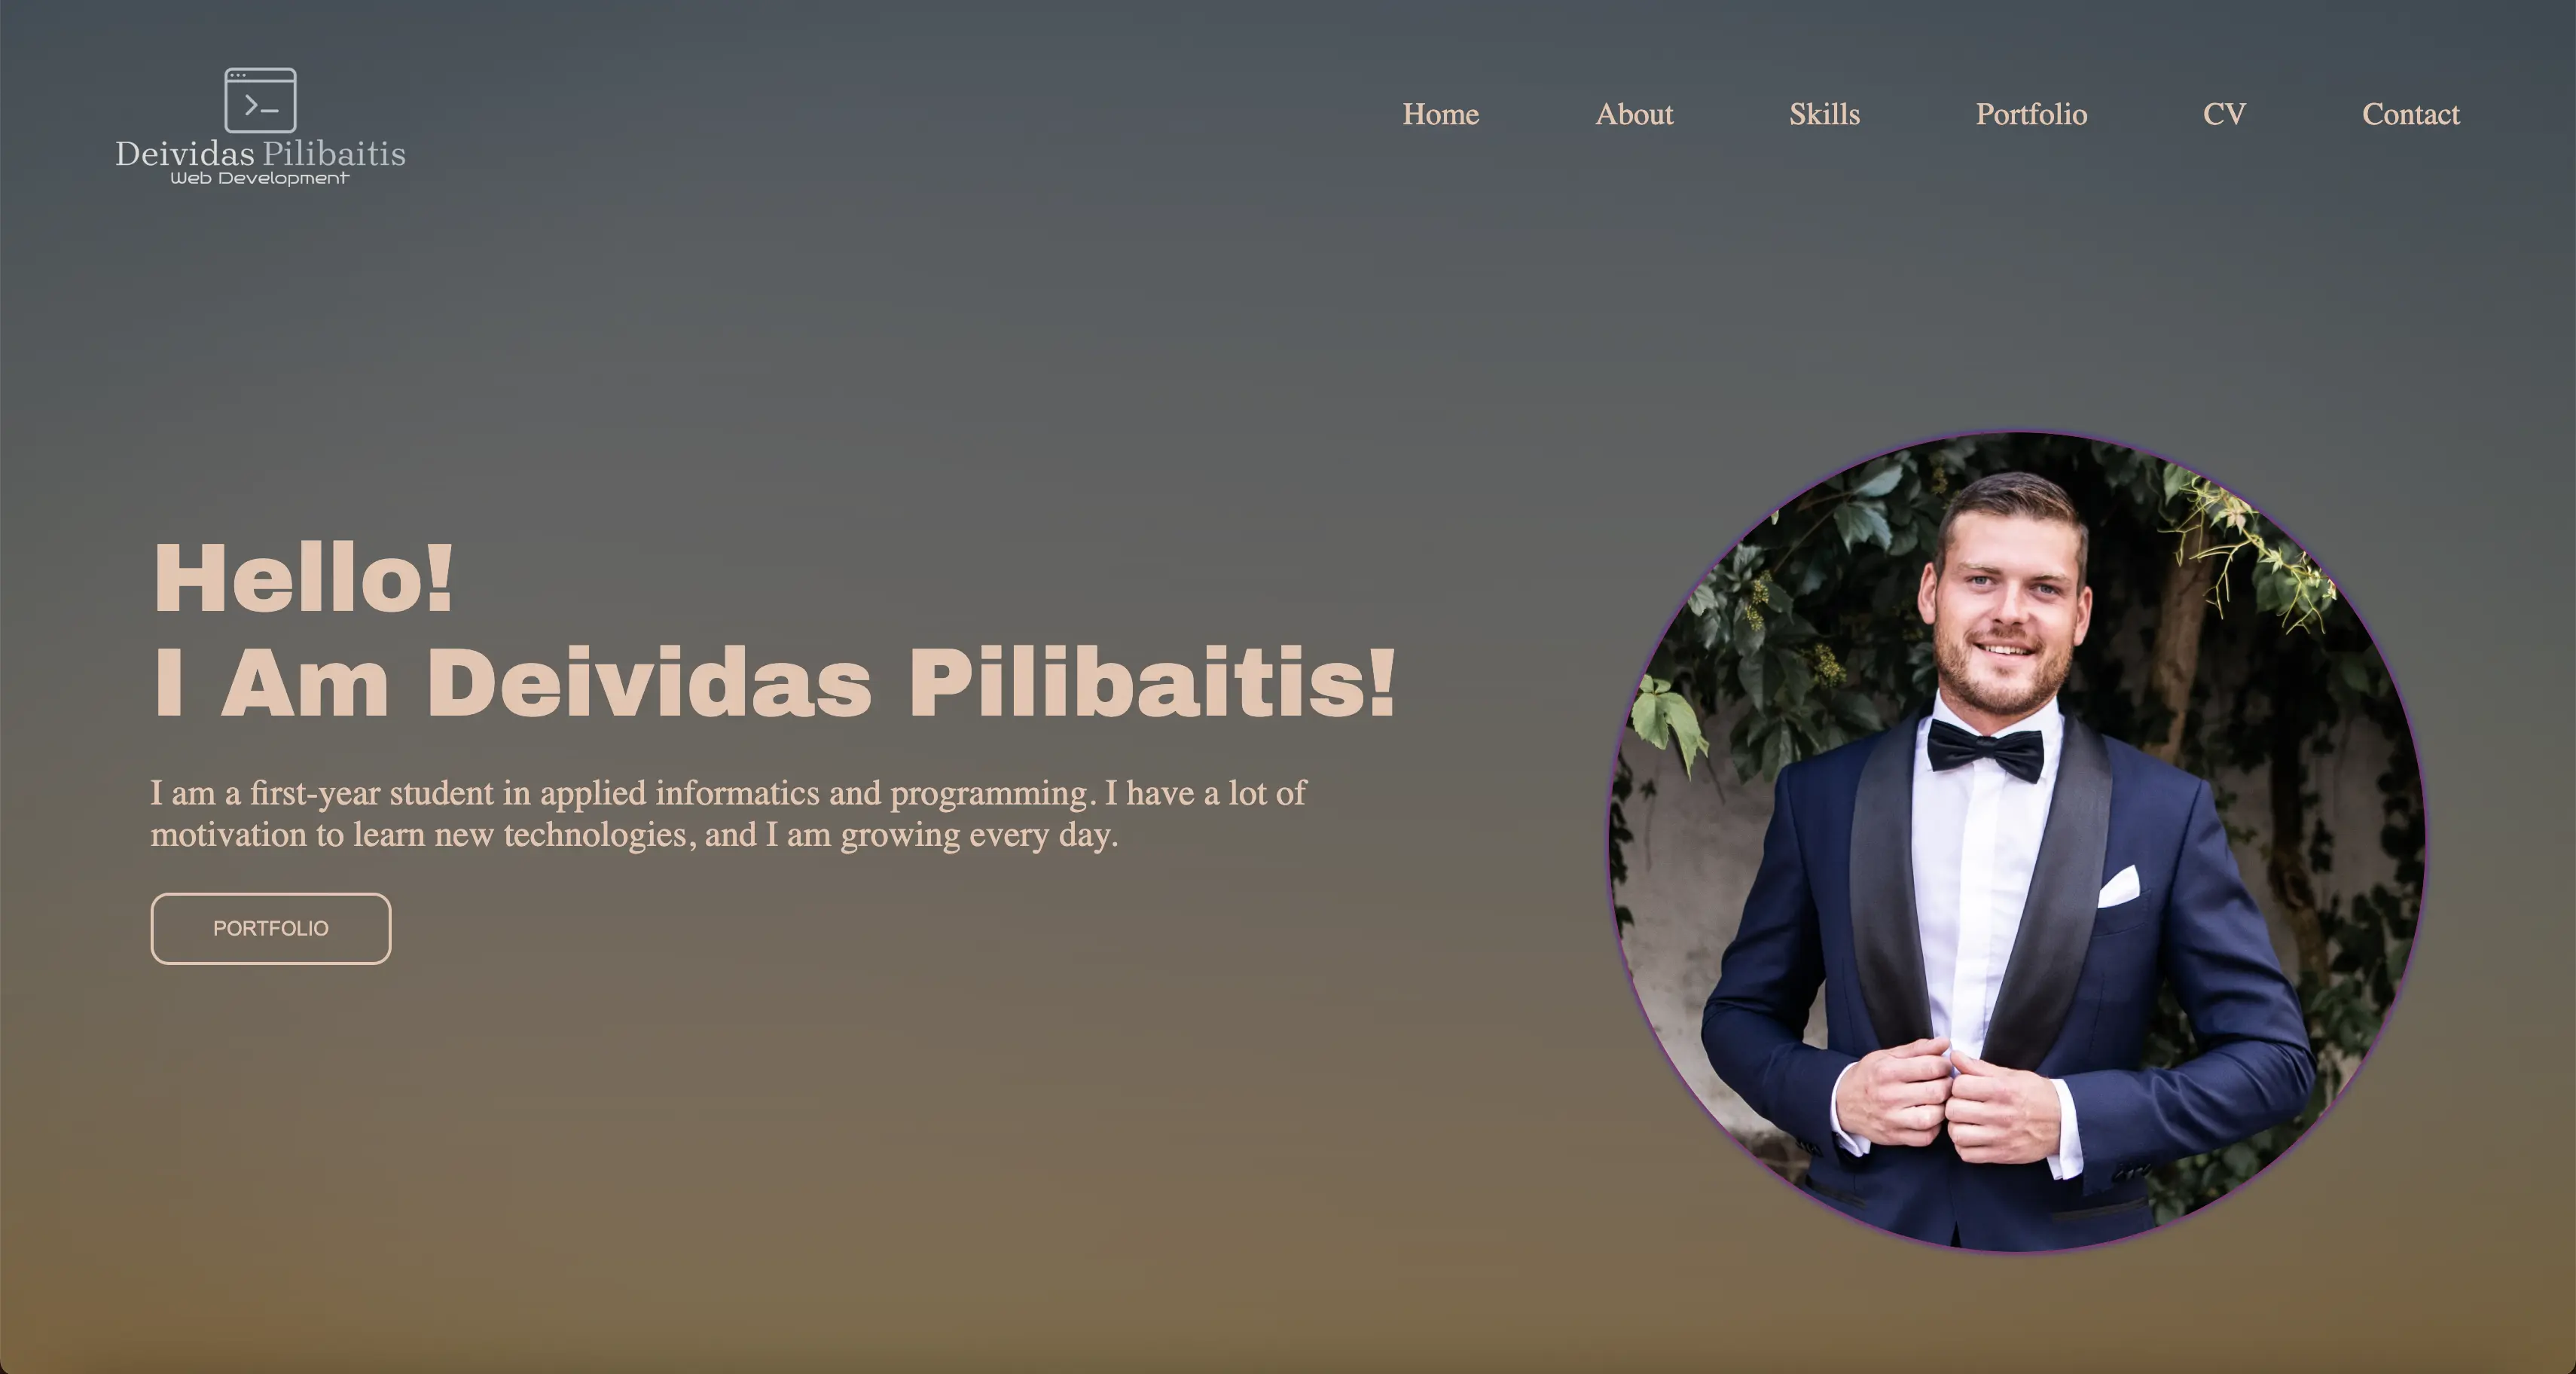 Deividas Pilibaitis
Web Development
Home About Skills Portfolio CV Contact
Hello!
I Am Deividas Pilibaitis!
I am a first-year student in applied informatics and programming. I have a lot of
motivation to learn new technologies, and I am growing every day.
PORTFOLIO